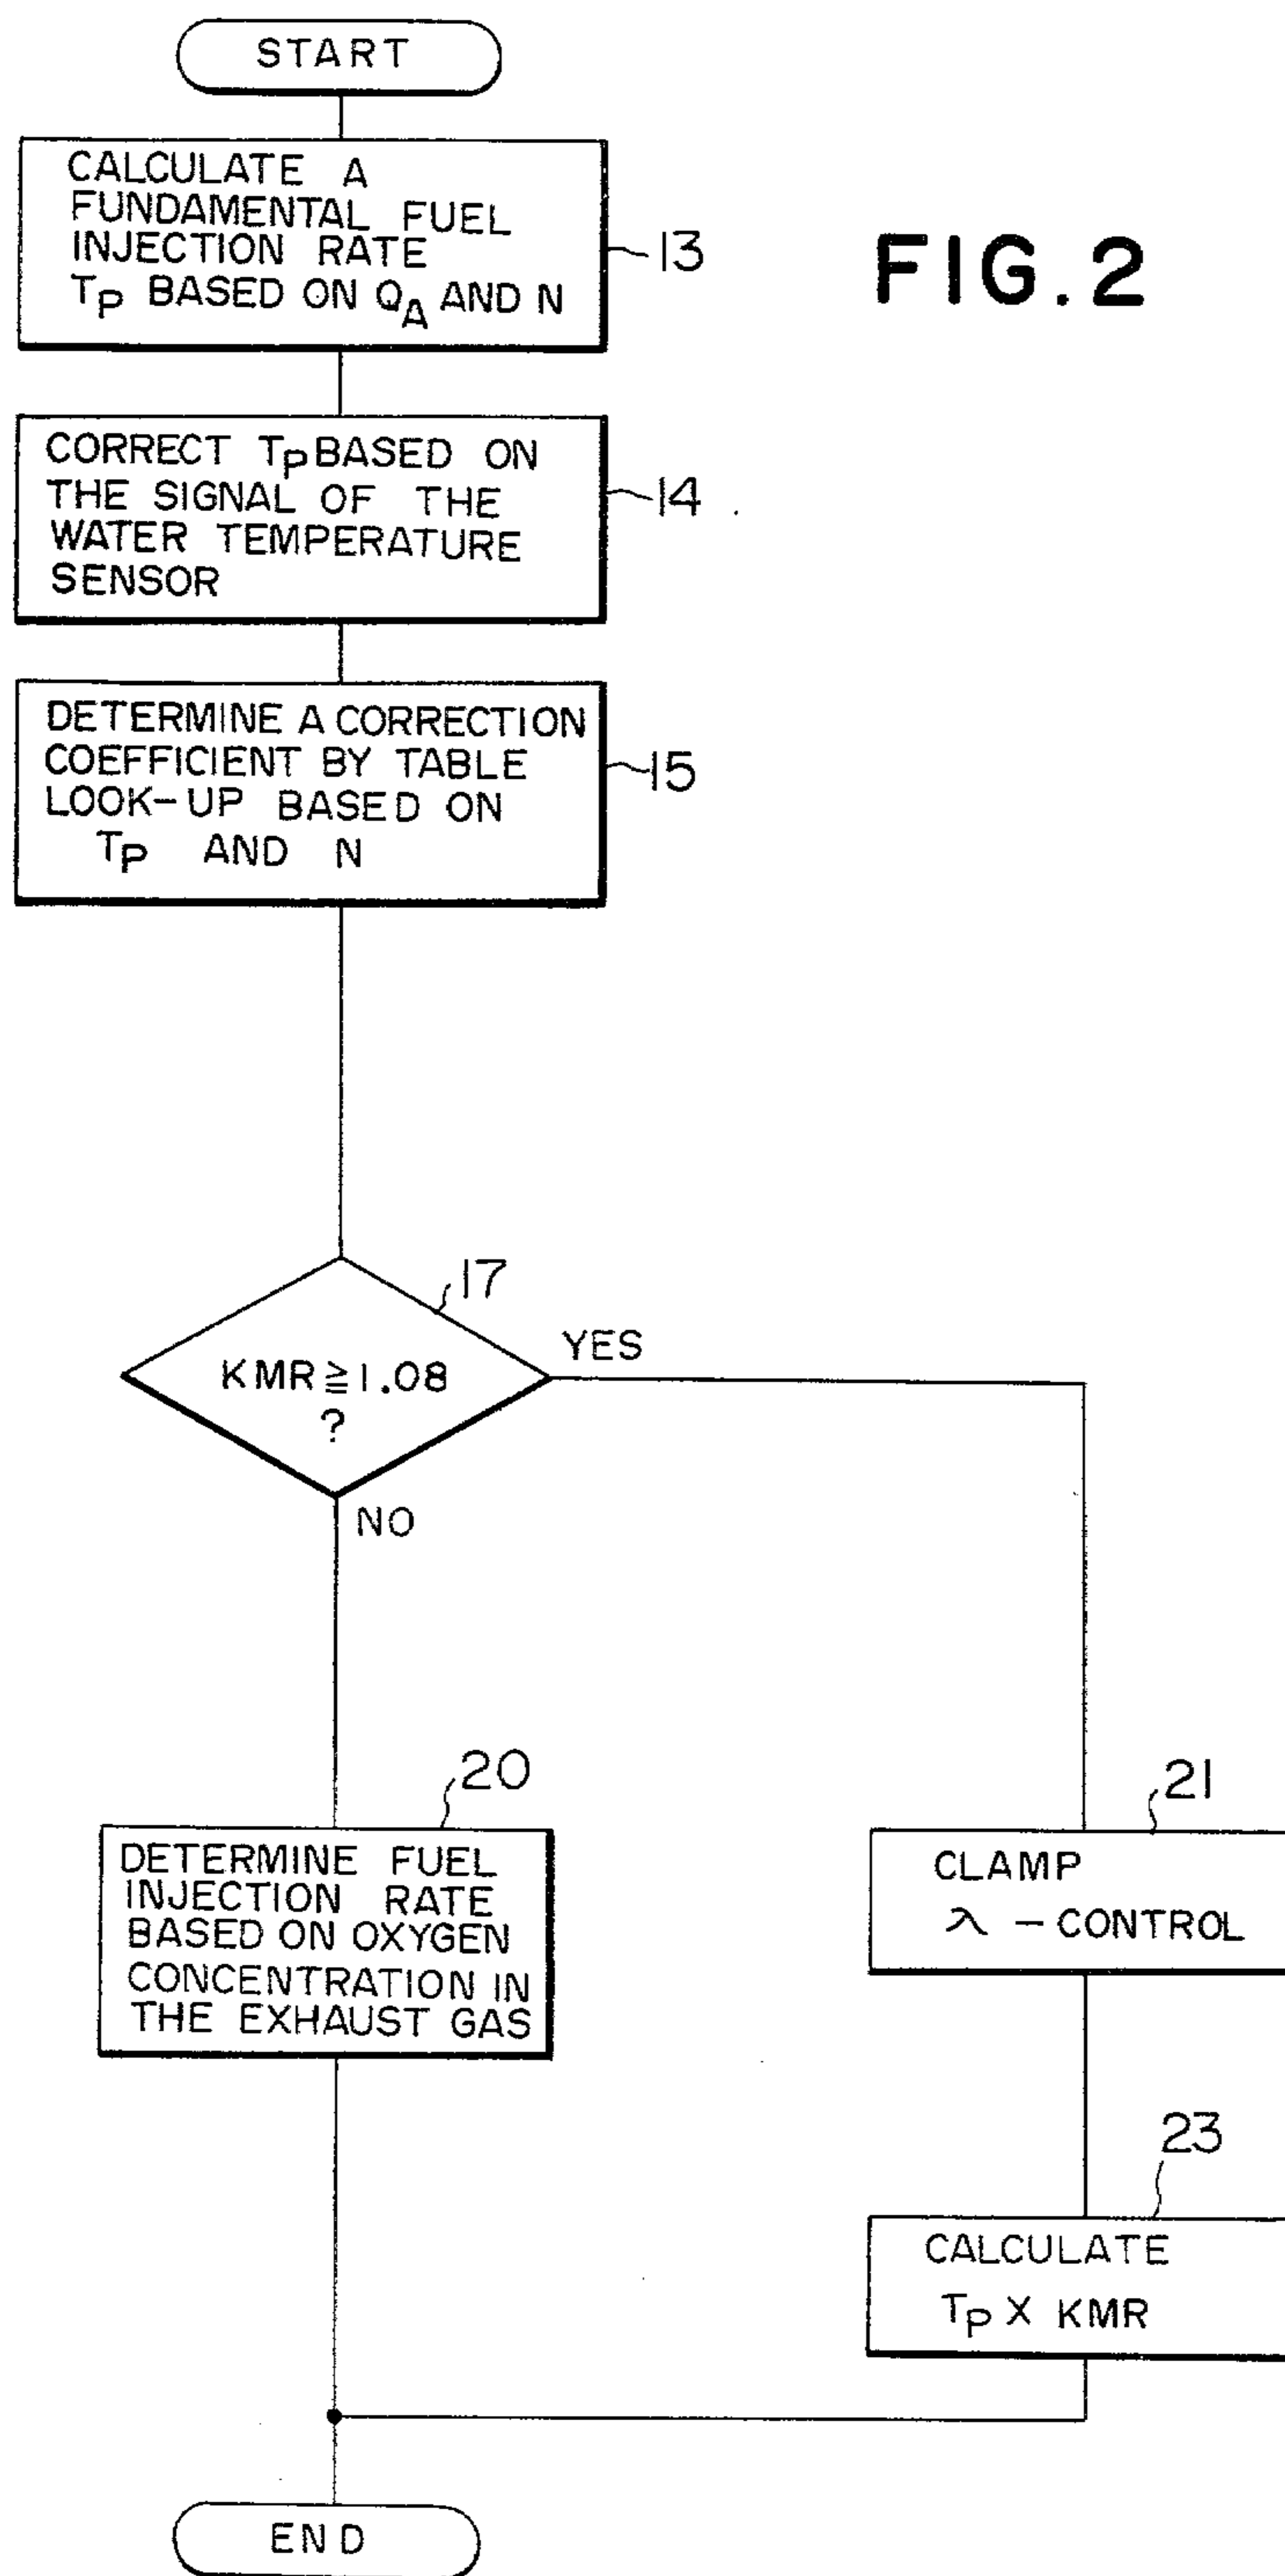 START
CALCULATE A
FUNDAMENTAL FUEL
INJECTION RATE
TP BASED ON QA AND N
13
FIG. 2
CORRECT TP BASED ON
THE SIGNAL OF THE
WATER TEMPERATURE
SENSOR
14
DETERMINE A CORRECTION
COEFFICIENT BY TABLE
LOOK-UP BASED ON
TP AND N
15
17
KMR ≧ 1.08
?
YES
NO
20
DETERMINE FUEL
INJECTION RATE
BASED ON OXYGEN
CONCENTRATION IN
THE EXHAUST GAS
21
CLAMP
λ - CONTROL
23
CALCULATE
TP X KMR
END